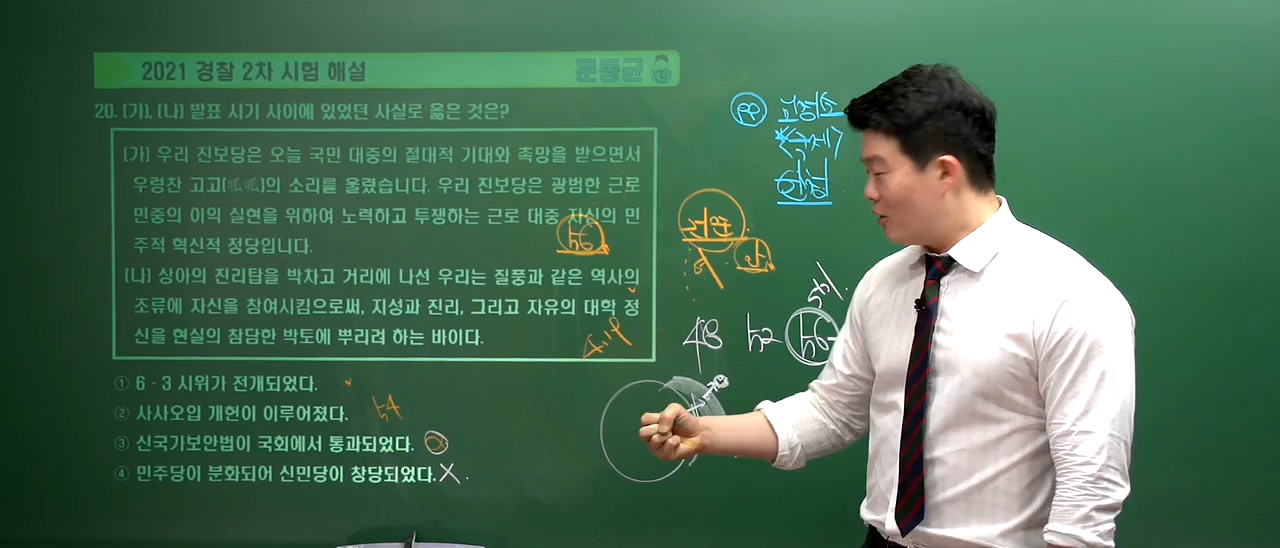 2021 경찰 2차 시험 해설
문동균
20. (가), (나) 발표 시기 사이에 있었던 사실로 옳은 것은?
(가) 우리 진보당은 오늘 국민 대중의 절대적 기대와 촉망을 받으면서
우렁찬 고고( )의 소리를 울렸습니다. 우리 진보당은 광범한 근로
민중의 이익 실현을 위하여 노력하고 투쟁하는 근로 대중 자신의 민
주적 혁신적 정당입니다.
(나) 상아의 진리탑을 박차고 거리에 나선 우리는 질풍과 같은 역사의
조류에 자신을 참여시킴으로써, 지성과 진리, 그리고 자유의 대학 정
신을 현실의 참담한 박토에 뿌리려 하는 바이다.
① 6·3 시위가 전개되었다.
② 사사오입 개헌이 이루어졌다.
③ 신국가보안법이 국회에서 통과되었다.
④ 민주당이 분화되어 신민당이 창당되었다.
56
4.19
54
X
48 52 56